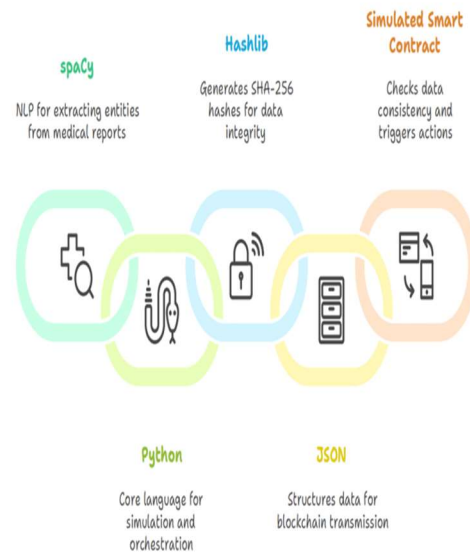 spaCy
NLP for extracting entities
from medical reports
Hashlib
Generates SHA-256
hashes for data
integrity
Simulated Smart
Contract
Checks data
consistency and
triggers actions
Python
Core language for
simulation and
orchestration
JSON
Structures data for
blockchain transmission